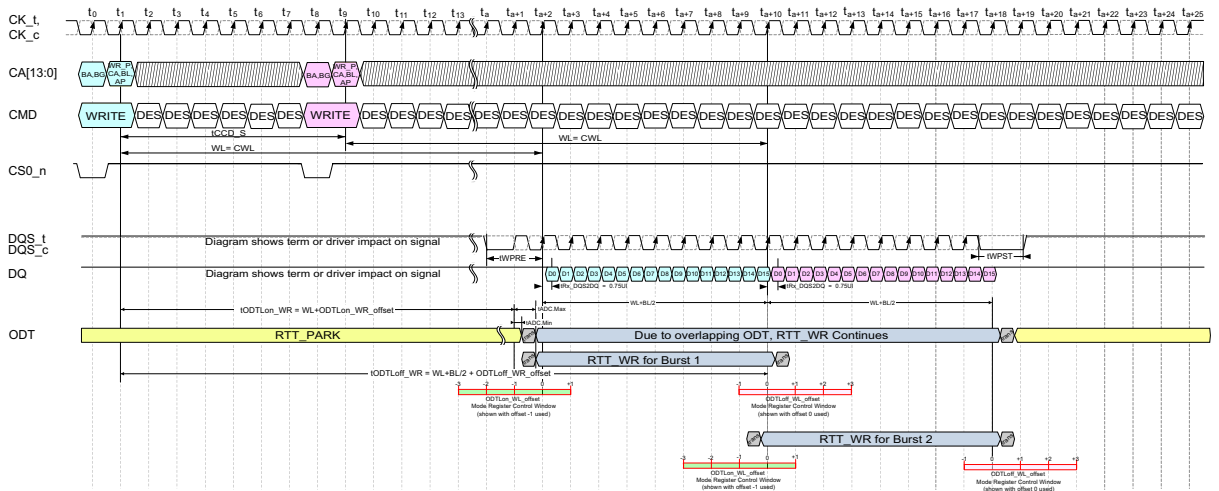 t0 t1 t2 t3 t4 t5 t6 t7 t8 t9 t10 t11 t12 t13 ta ta+1 ta+2 ta+3 ta+4 ta+5 ta+6 ta+7 ta+8 ta+9 ta+10 ta+11 ta+12 ta+13 ta+14 ta+15 ta+16 ta+17 ta+18 ta+19 ta+20 ta+21 ta+22 ta+23 ta+24 ta+25
CK_t,
CK_c
CA[13:0]
BA,BG
WR_P
CA,BL,
AP
BA,BG
WR_P
CA,BL,
AP
CMD
WRITE DES DES DES DES DES DES WRITE DES DES DES DES DES DES DES DES DES DES DES DES DES DES DES DES DES DES DES DES DES DES DES DES DES DES DES DES
tCCD_S
WL= CWL
WL= CWL
CS0_n
DQS_t
DQS_c
Diagram shows term or driver impact on signal
tWPRE
tWPST
DQ
Diagram shows term or driver impact on signal
D0 D1 D2 D3 D4 D5 D6 D7 D8 D9 D10 D11 D12 D13 D14 D15 D0 D1 D2 D3 D4 D5 D6 D7 D8 D9 D10 D11 D12 D13 D14 D15
tRx_DQS2DQ = 0.75UI
tRx_DQS2DQ = 0.75UI
WL+BL/2
WL+BL/2
tODTLon_WR = WL+ODTLon_WR_offset
tADC.Max
tADC.Min
ODT
RTT_PARK
trans
Due to overlapping ODT, RTT_WR Continues
trans
trans
RTT_WR for Burst 1
trans
tODTLoff_WR = WL+BL/2 + ODTLoff_WR_offset
-3 -2 -1 0 +1
ODTLon_WL_offset
Mode Register Control Window
(shown with offset -1 used)
-1 0 +1 +2 +3
ODTLoff_WL_offset
Mode Register Control Window
(shown with offset 0 used)
trans
RTT_WR for Burst 2
trans
-3 -2 -1 0 +1
ODTLon_WL_offset
Mode Register Control Window
(shown with offset -1 used)
-1 0 +1 +2 +3
ODTLoff_WL_offset
Mode Register Control Window
(shown with offset 0 used)